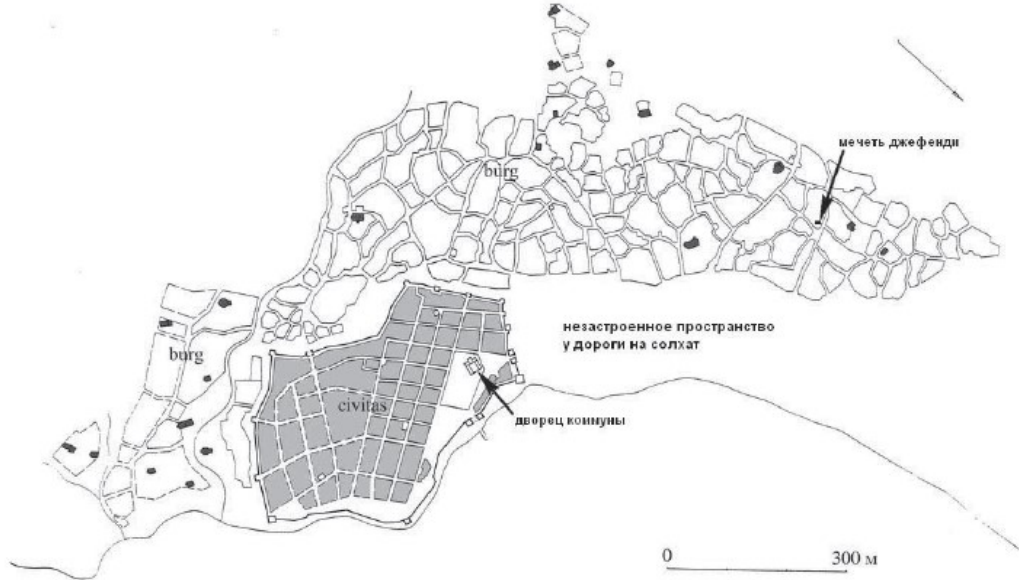 мечеть джефенди
burg
незастроенное пространство
у дороги на солхат
burg
civitas
дворец коммуны
0 300 м